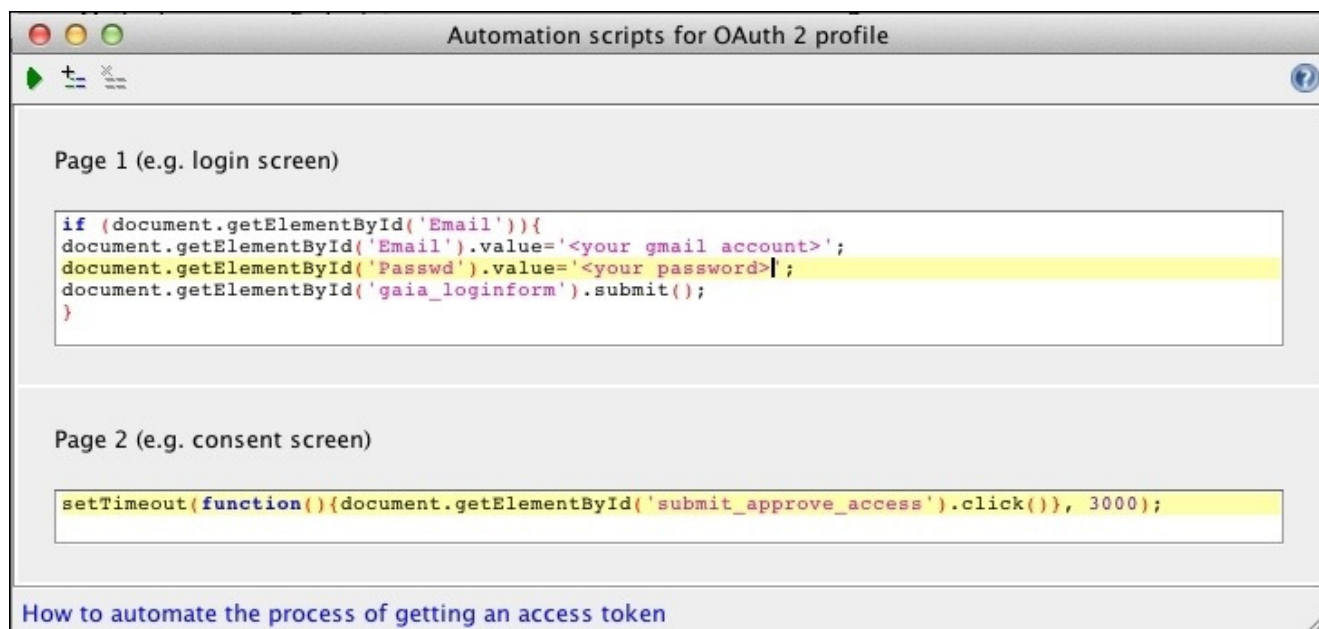 Automation scripts for OAuth 2 profile
Page 1 (e.g. login screen)
if (document.getElementById('Email')){
document.getElementById('Email').value='<your gmail account>';
document.getElementById('Passwd').value='<your password>';
document.getElementById('gaia_loginform').submit();
}
Page 2 (e.g. consent screen)
setTimeout(function(){document.getElementById('submit_approve_access').click()}, 3000);
How to automate the process of getting an access token